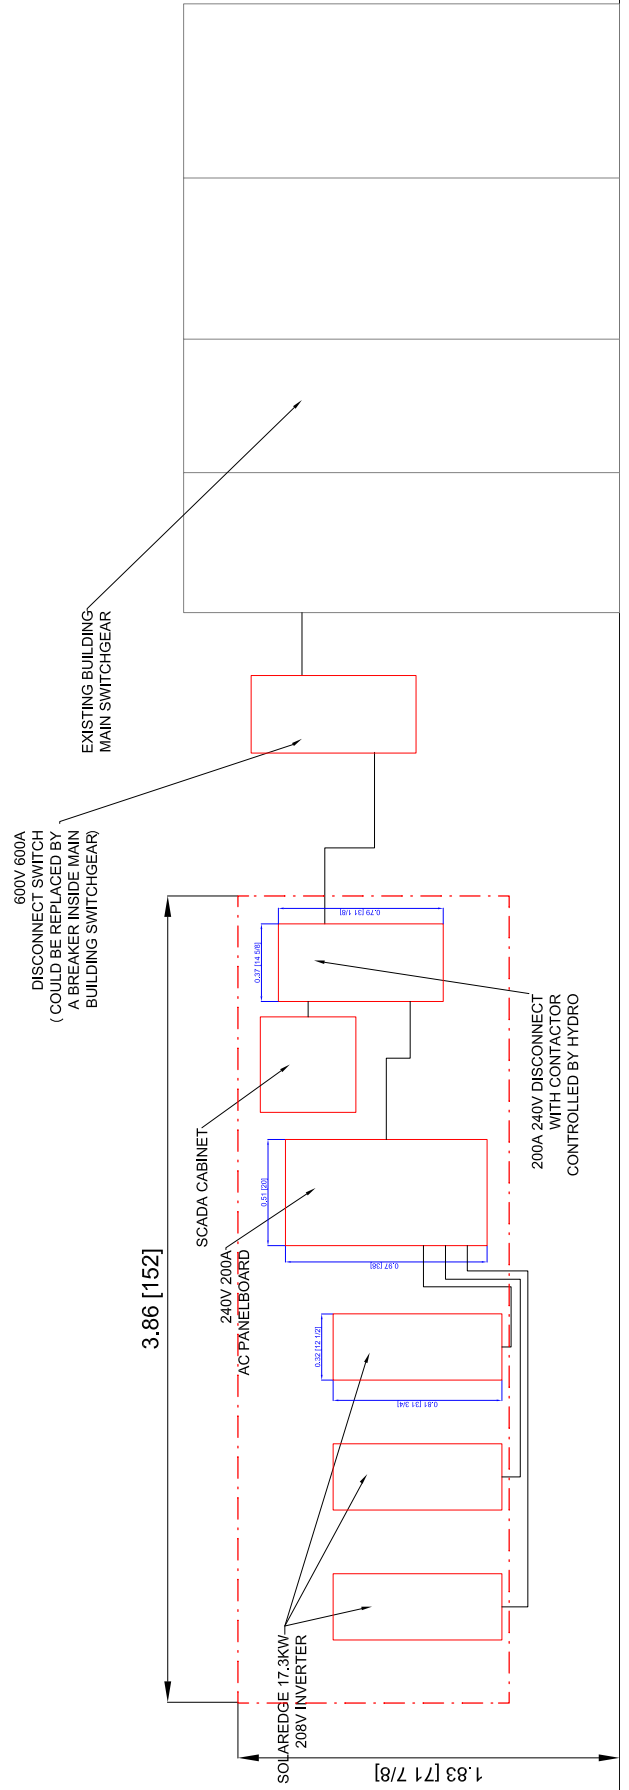 EXISTING BUILDING
MAIN SWITCHGEAR
600V 600A
DISCONNECT SWITCH
( COULD BE REPLACED BY
A BREAKER INSIDE MAIN
BUILDING SWITCHGEAR)
0,79 [31 1/8]
0,37 [14 5/8]
200A 240V DISCONNECT
WITH CONTACTOR
CONTROLLED BY HYDRO
SCADA CABINET
0,51 [20]
0,97 [38]
240V 200A
AC PANELBOARD
3.86 [152]
0,32 [12 1/2]
0,81 [31 3/4]
SOLAREDGE 17.3KW
208V INVERTER
1.83 [71 7/8]